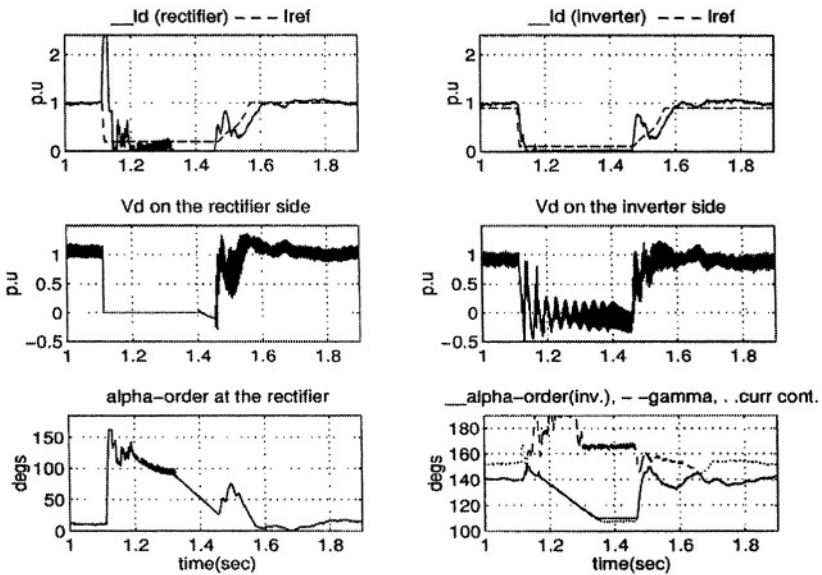 __Id (rectifier) − − − Iref
2
1
0
p.u
1 1.2 1.4 1.6 1.8
__Id (inverter) − − − Iref
2
1
0
p.u
1 1.2 1.4 1.6 1.8
Vd on the rectifier side
1
0.5
0
−0.5
p.u
1 1.2 1.4 1.6 1.8
Vd on the inverter side
1
0.5
0
−0.5
p.u
1 1.2 1.4 1.6 1.8
alpha−order at the rectifier
150
100
50
0
degs
1 1.2 1.4 1.6 1.8
time(sec)
__alpha−order(inv.), − −gamma, . .curr cont.
180
160
140
120
100
degs
1 1.2 1.4 1.6 1.8
time(sec)